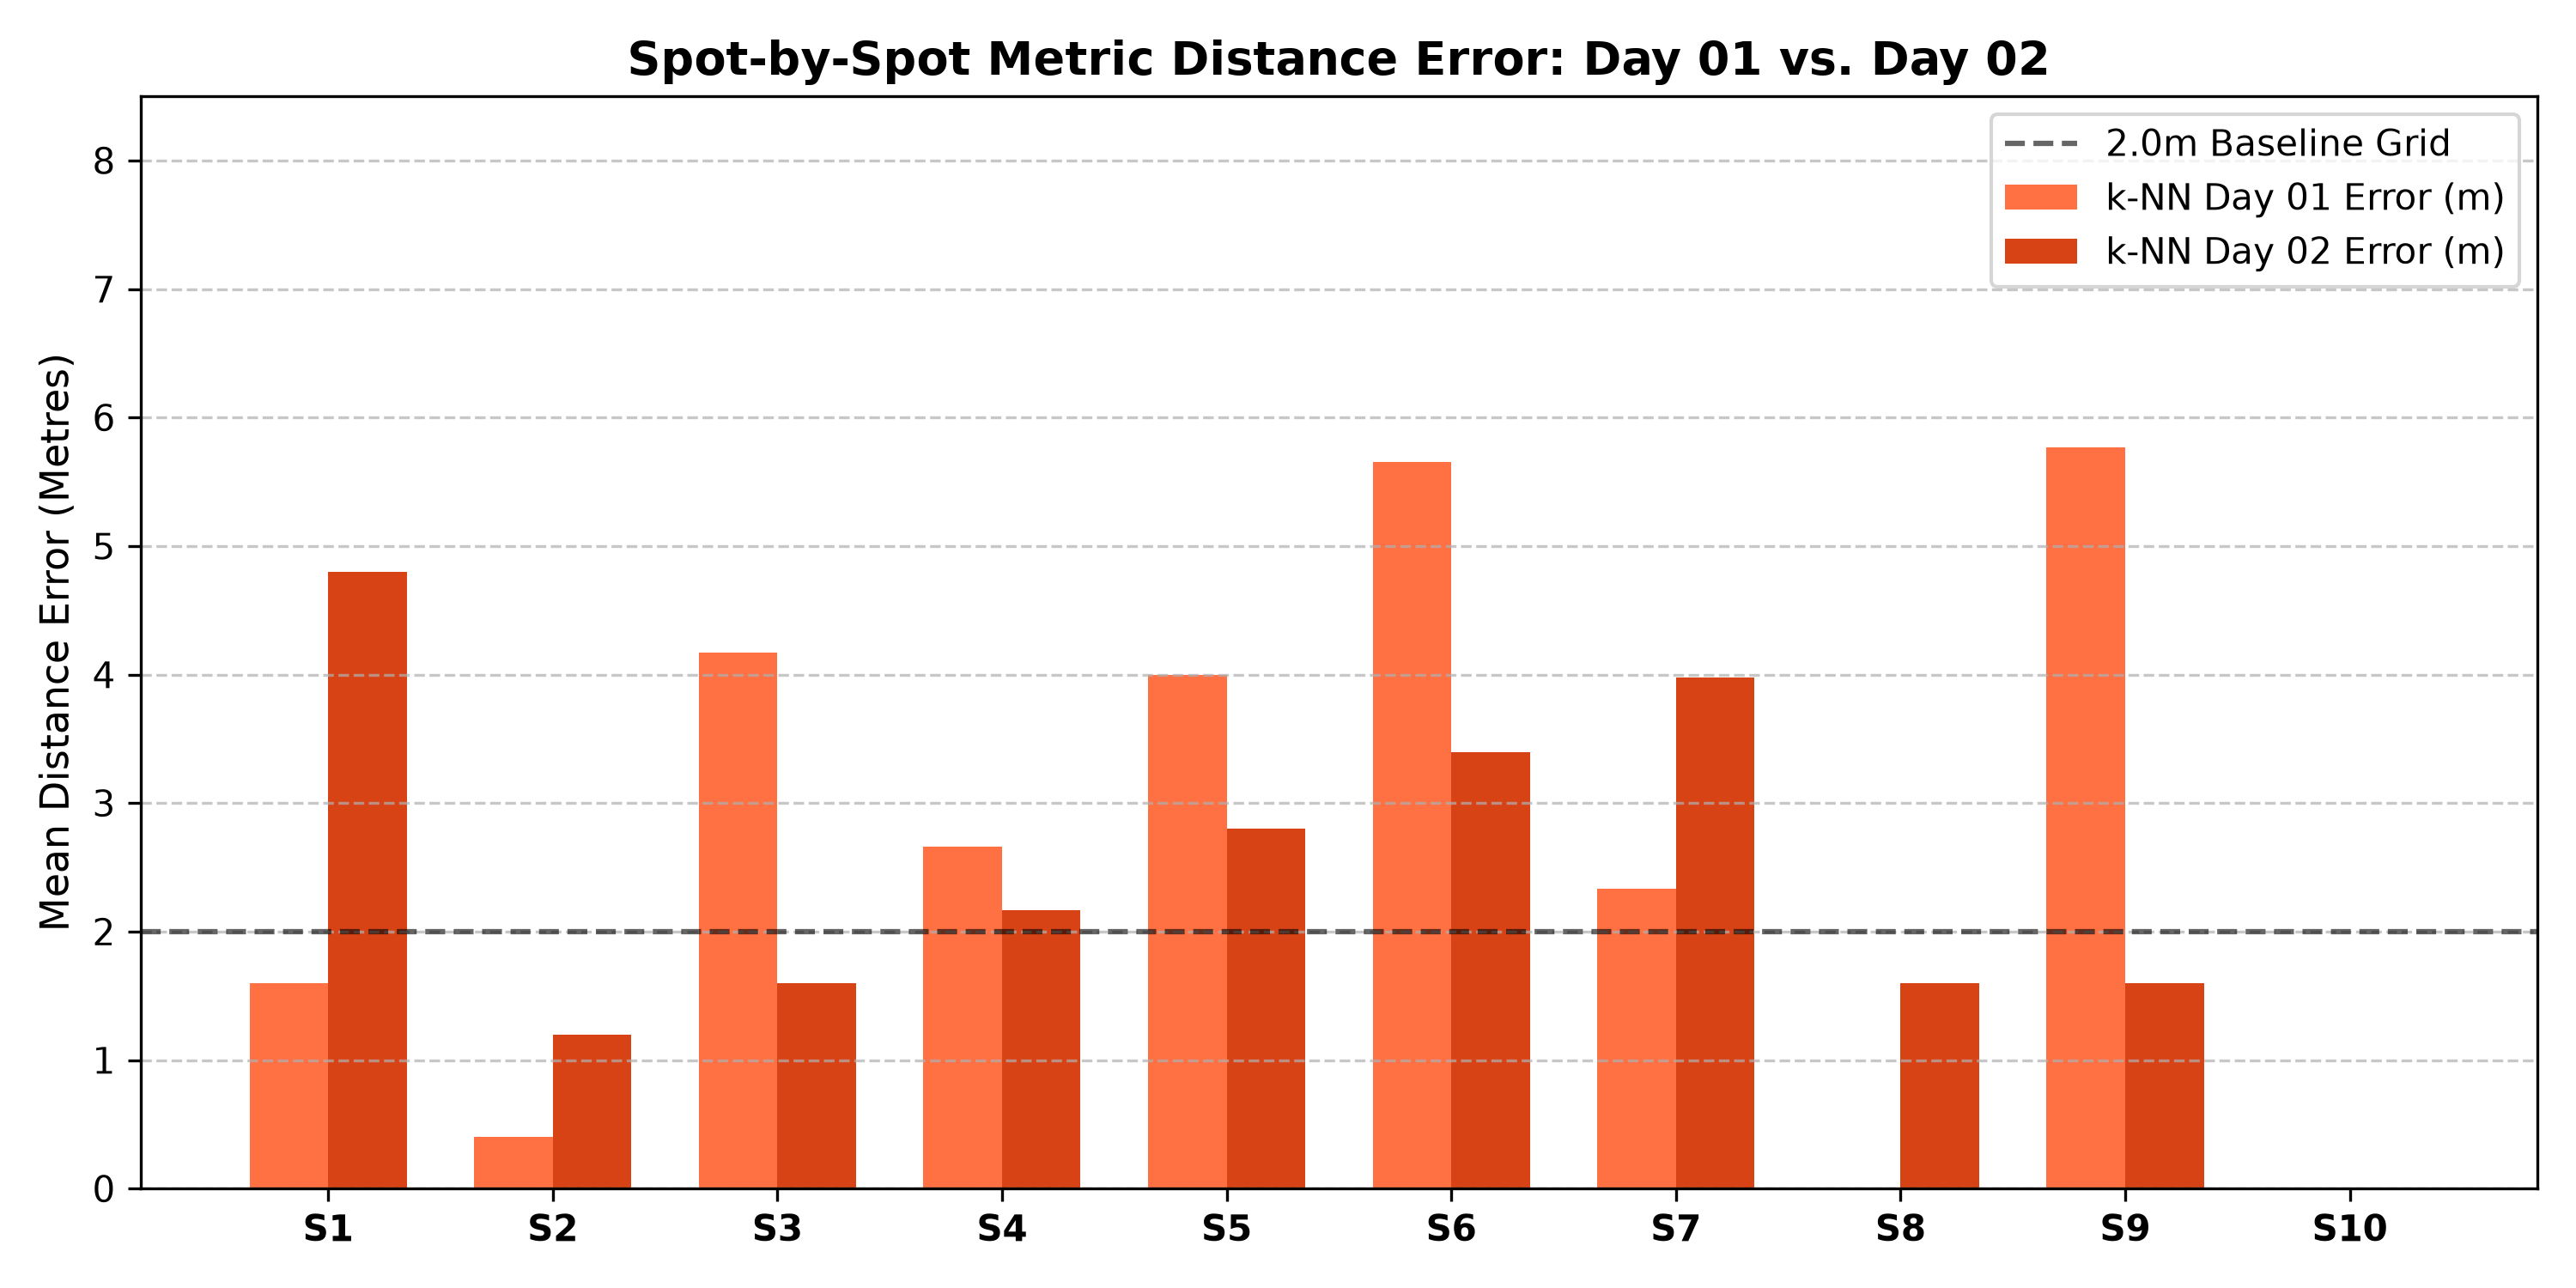 Spot-by-Spot Metric Distance Error: Day 01 vs. Day 02
2.0m Baseline Grid
k-NN Day 01 Error (m)
k-NN Day 02 Error (m)
Mean Distance Error (Metres)
8
7
6
5
4
3
2
1
0
S1 S2 S3 S4 S5 S6 S7 S8 S9 S10